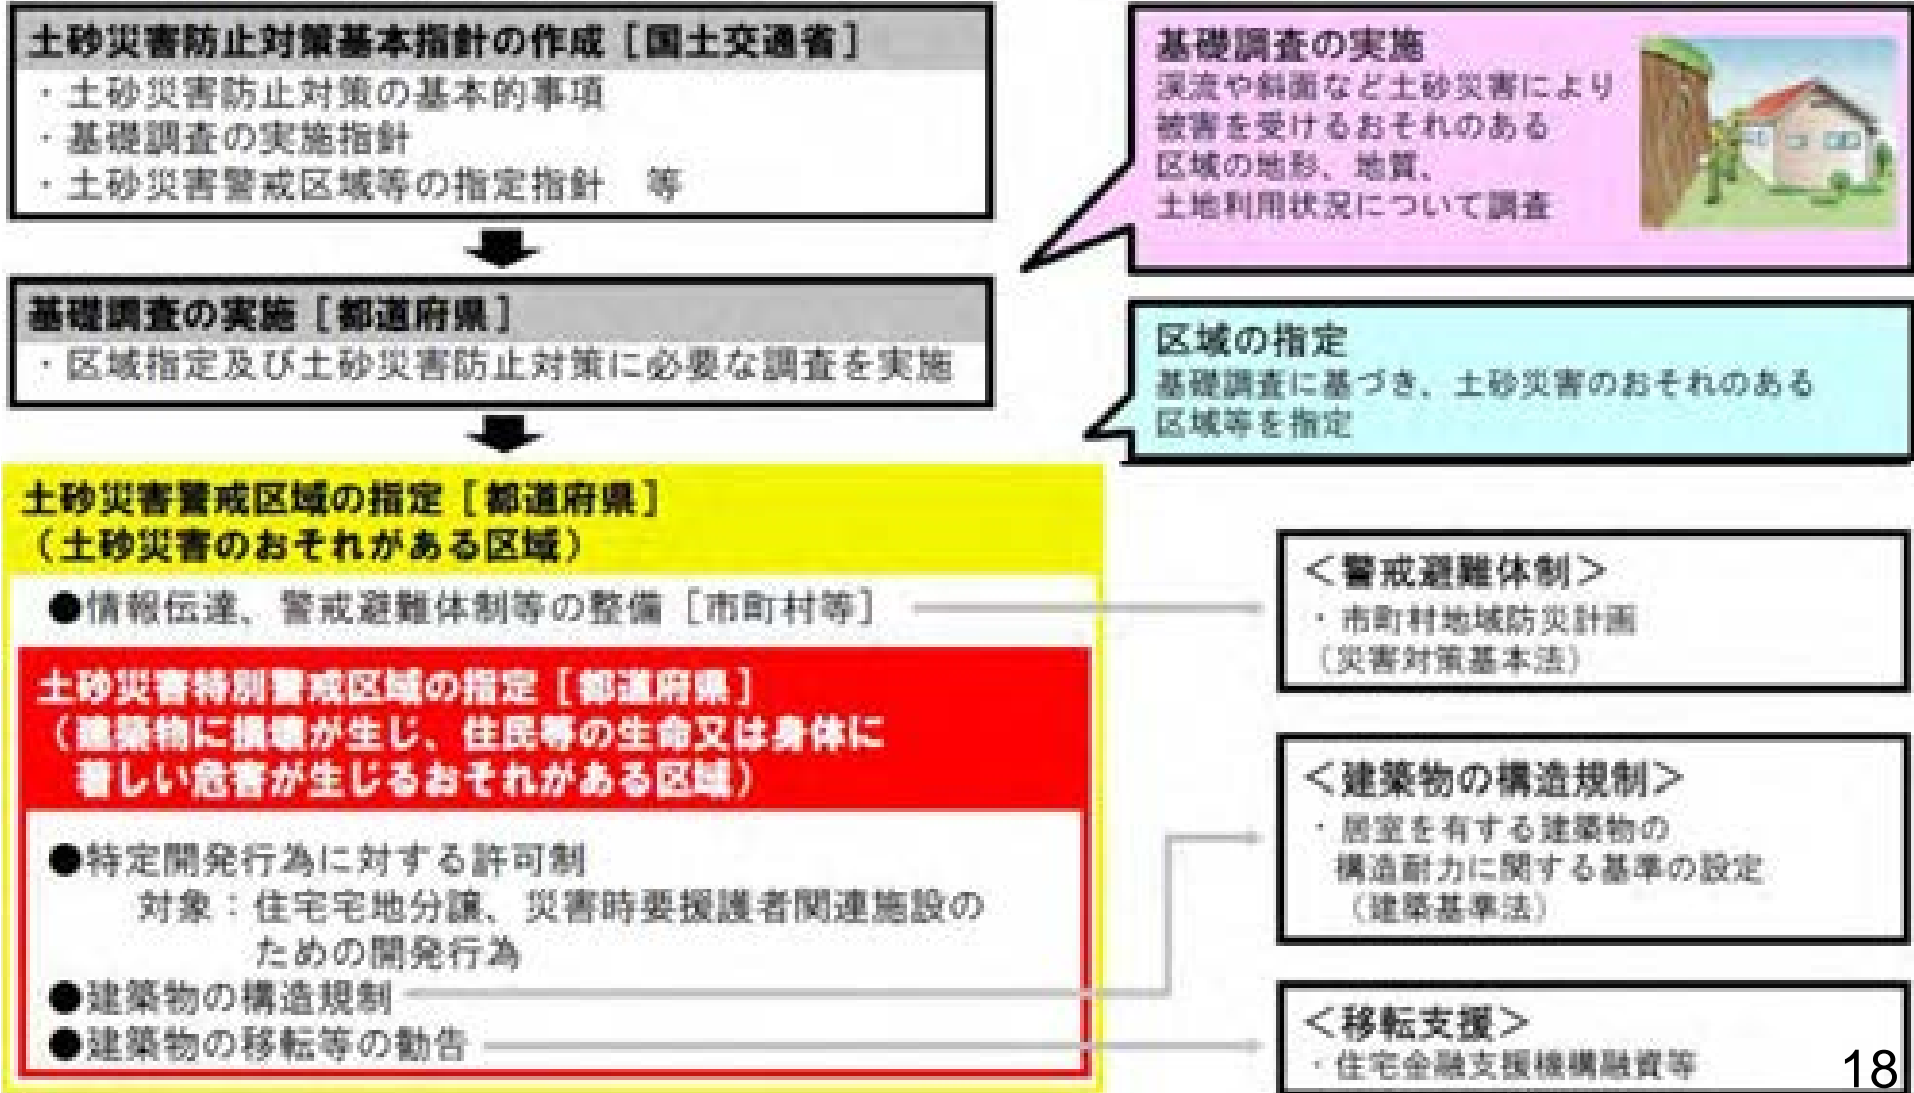 土砂災害防止対策基本指針の作成［国土交通省］
・土砂災害防止対策の基本的事項
・基礎調査の実施指針
・土砂災害警戒区域等の指定指針　等
基礎調査の実施
渓流や斜面など土砂災害により
被害を受けるおそれのある
区域の地形、地質、
土地利用状況について調査
基礎調査の実施［都道府県］
・区域指定及び土砂災害防止対策に必要な調査を実施
区域の指定
基礎調査に基づき、土砂災害のおそれのある
区域等を指定
土砂災害警戒区域の指定［都道府県］
（土砂災害のおそれがある区域）
●情報伝達、警戒避難体制等の整備［市町村等］
＜警戒避難体制＞
・市町村地域防災計画
（災害対策基本法）
土砂災害特別警戒区域の指定［都道府県］
（建築物に損壊が生じ、住民等の生命又は身体に
著しい危害が生じるおそれがある区域）
●特定開発行為に対する許可制
対象：住宅宅地分譲、災害時要援護者関連施設の
ための開発行為
●建築物の構造規制
●建築物の移転等の勧告
＜建築物の構造規制＞
・居室を有する建築物の
構造耐力に関する基準の設定
（建築基準法）
＜移転支援＞
・住宅金融支援機構融資等
18